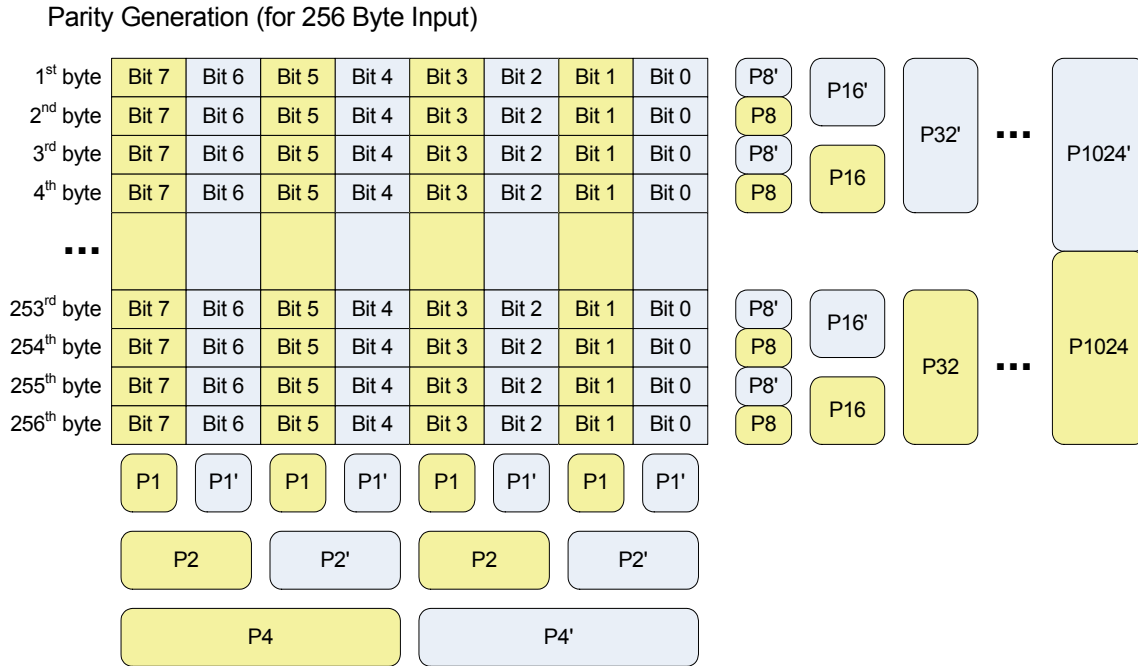 Parity Generation (for 256 Byte Input)
1st byte Bit 7 Bit 6 Bit 5 Bit 4 Bit 3 Bit 2 Bit 1 Bit 0 P8' P16' P32' ... P1024'
2nd byte Bit 7 Bit 6 Bit 5 Bit 4 Bit 3 Bit 2 Bit 1 Bit 0 P8
3rd byte Bit 7 Bit 6 Bit 5 Bit 4 Bit 3 Bit 2 Bit 1 Bit 0 P8' P16
4th byte Bit 7 Bit 6 Bit 5 Bit 4 Bit 3 Bit 2 Bit 1 Bit 0 P8
...
253rd byte Bit 7 Bit 6 Bit 5 Bit 4 Bit 3 Bit 2 Bit 1 Bit 0 P8' P16' P32 ... P1024
254th byte Bit 7 Bit 6 Bit 5 Bit 4 Bit 3 Bit 2 Bit 1 Bit 0 P8
255th byte Bit 7 Bit 6 Bit 5 Bit 4 Bit 3 Bit 2 Bit 1 Bit 0 P8' P16
256th byte Bit 7 Bit 6 Bit 5 Bit 4 Bit 3 Bit 2 Bit 1 Bit 0 P8
P1 P1' P1 P1' P1 P1' P1 P1'
P2 P2' P2 P2'
P4 P4'